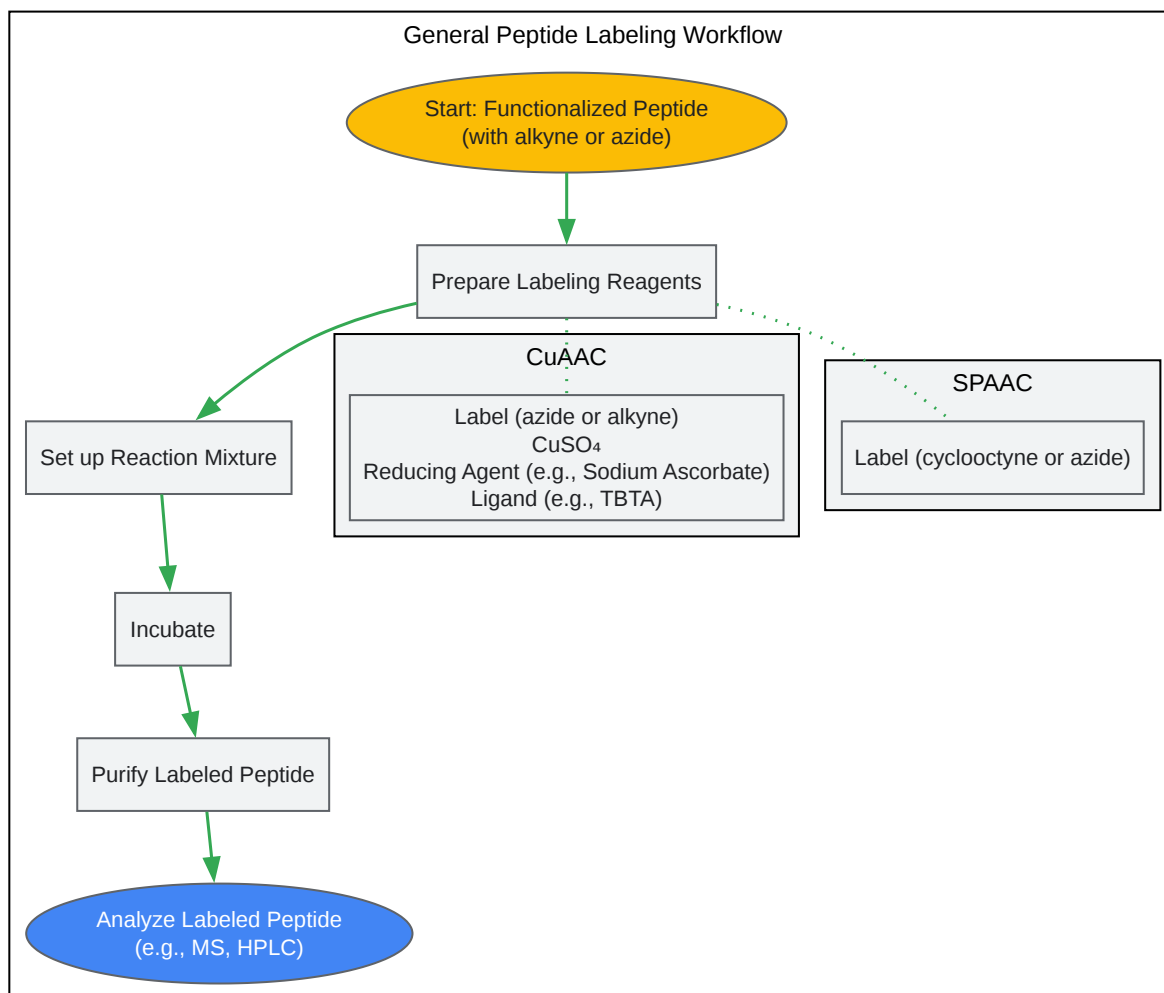 General Peptide Labeling Workflow
Start: Functionalized Peptide
(with alkyne or azide)
Prepare Labeling Reagents
CuAAC
Label (azide or alkyne)
CuSO₄
Reducing Agent (e.g., Sodium Ascorbate)
Ligand (e.g., TBTA)
SPAAC
Label (cyclooctyne or azide)
Set up Reaction Mixture
Incubate
Purify Labeled Peptide
Analyze Labeled Peptide
(e.g., MS, HPLC)